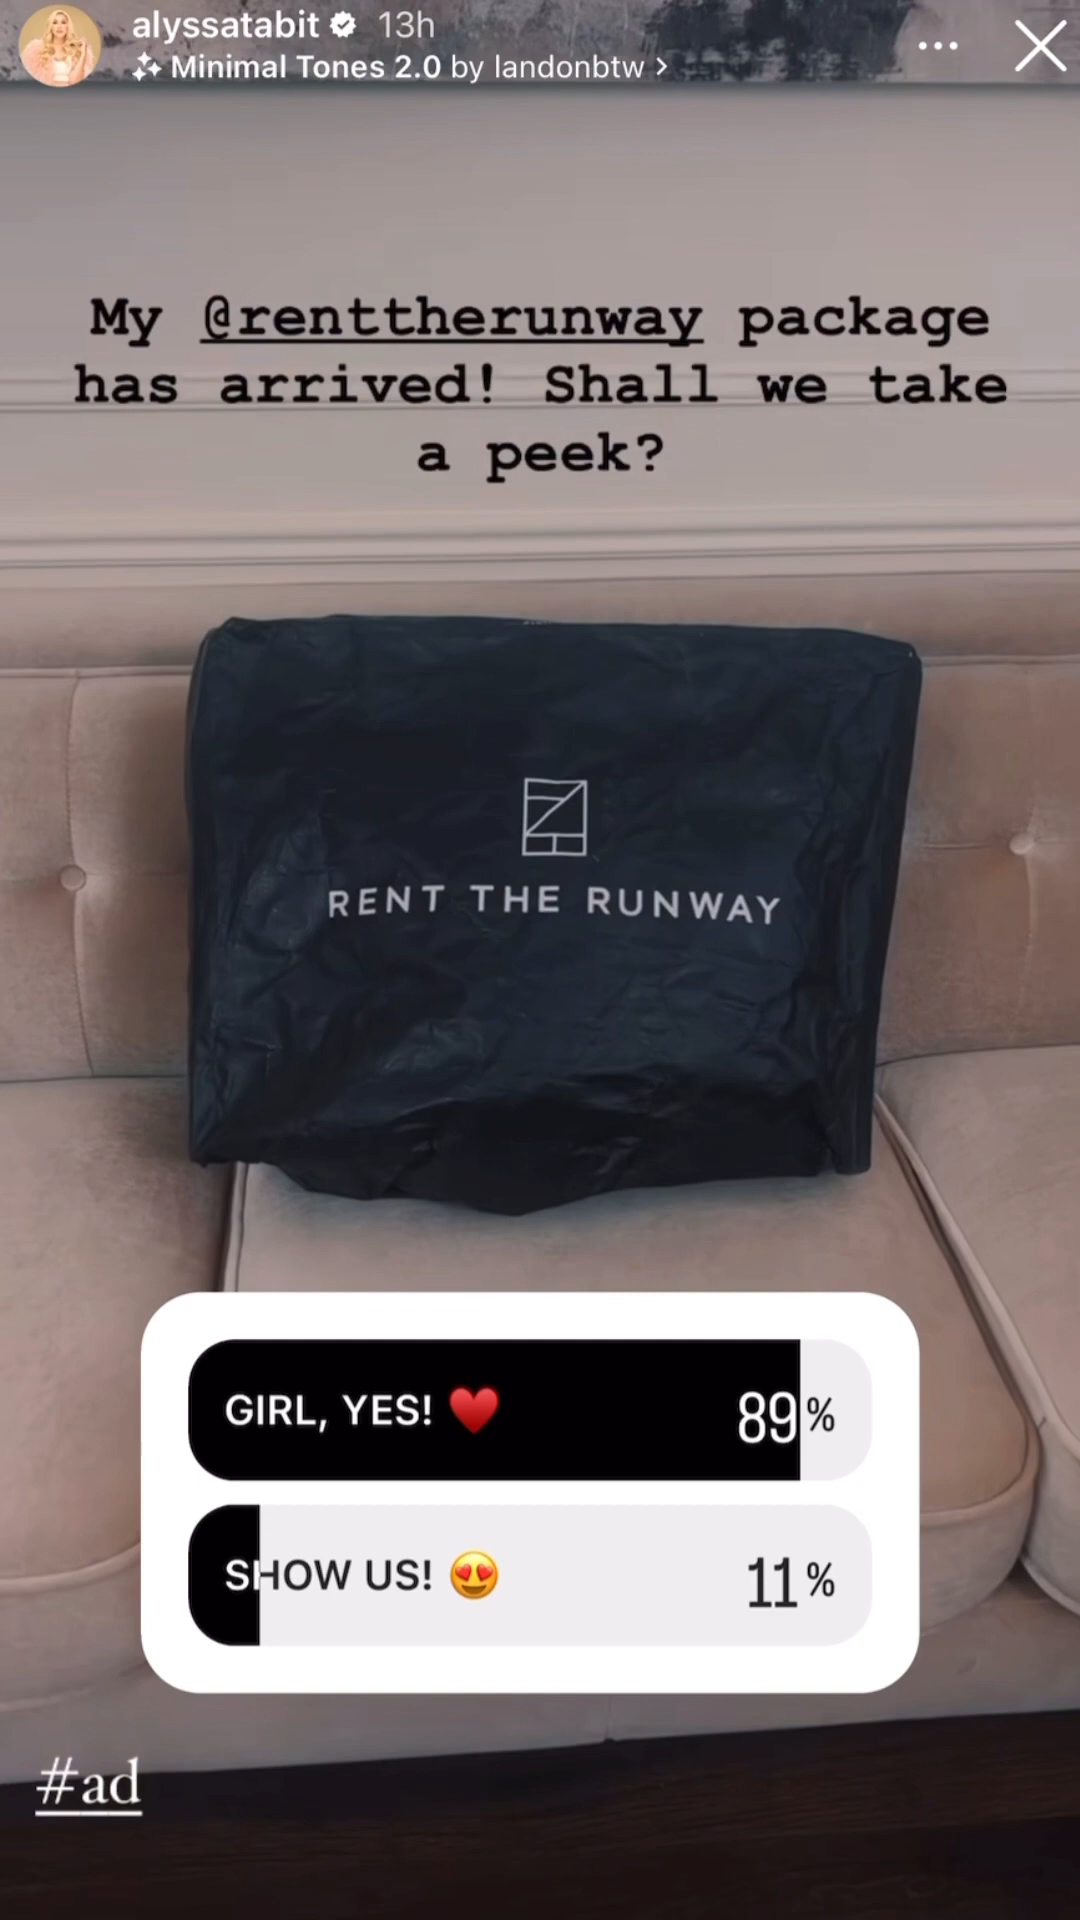 alyssatabit 13h
Minimal Tones 2.0 by landonbtw >
My @renttherunway package
has arrived! Shall we take
a peek?
RENT THE RUNWAY
GIRL, YES! ❤️ 89%
SHOW US! 😍 11%
#ad